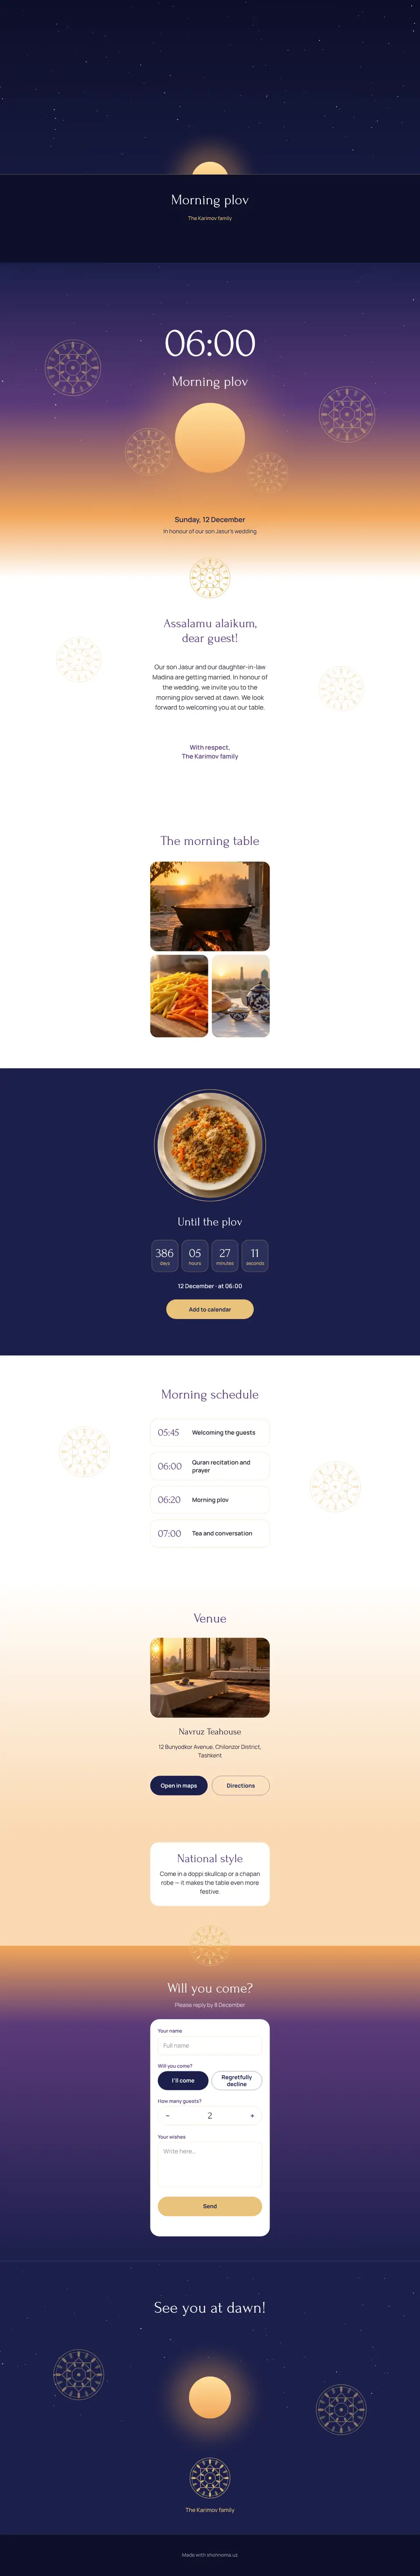 Morning plov
The Karimov family
06:00
Morning plov
Sunday, 12 December
In honour of our son Jasur's wedding
Assalamu alaikum,
dear guest!
Our son Jasur and our daughter-in-law
Madina are getting married. In honour of
the wedding, we invite you to the
morning plov served at dawn. We look
forward to welcoming you at our table.
With respect,
The Karimov family
The morning table
Until the plov
386 05 27 11
days hours minutes seconds
12 December · at 06:00
Add to calendar
Morning schedule
05:45 Welcoming the guests
06:00 Quran recitation and
prayer
06:20 Morning plov
07:00 Tea and conversation
Venue
Navruz Teahouse
12 Bunyodkor Avenue, Chilonzor District,
Tashkent
Open in maps Directions
National style
Come in a doppi skullcap or a chapan
robe — it makes the table even more
festive.
Will you come?
Please reply by 8 December
Your name
Full name
Will you come?
I'll come Regretfully
decline
How many guests?
− 2 +
Your wishes
Write here...
Send
See you at dawn!
The Karimov family
Made with shohnoma.uz